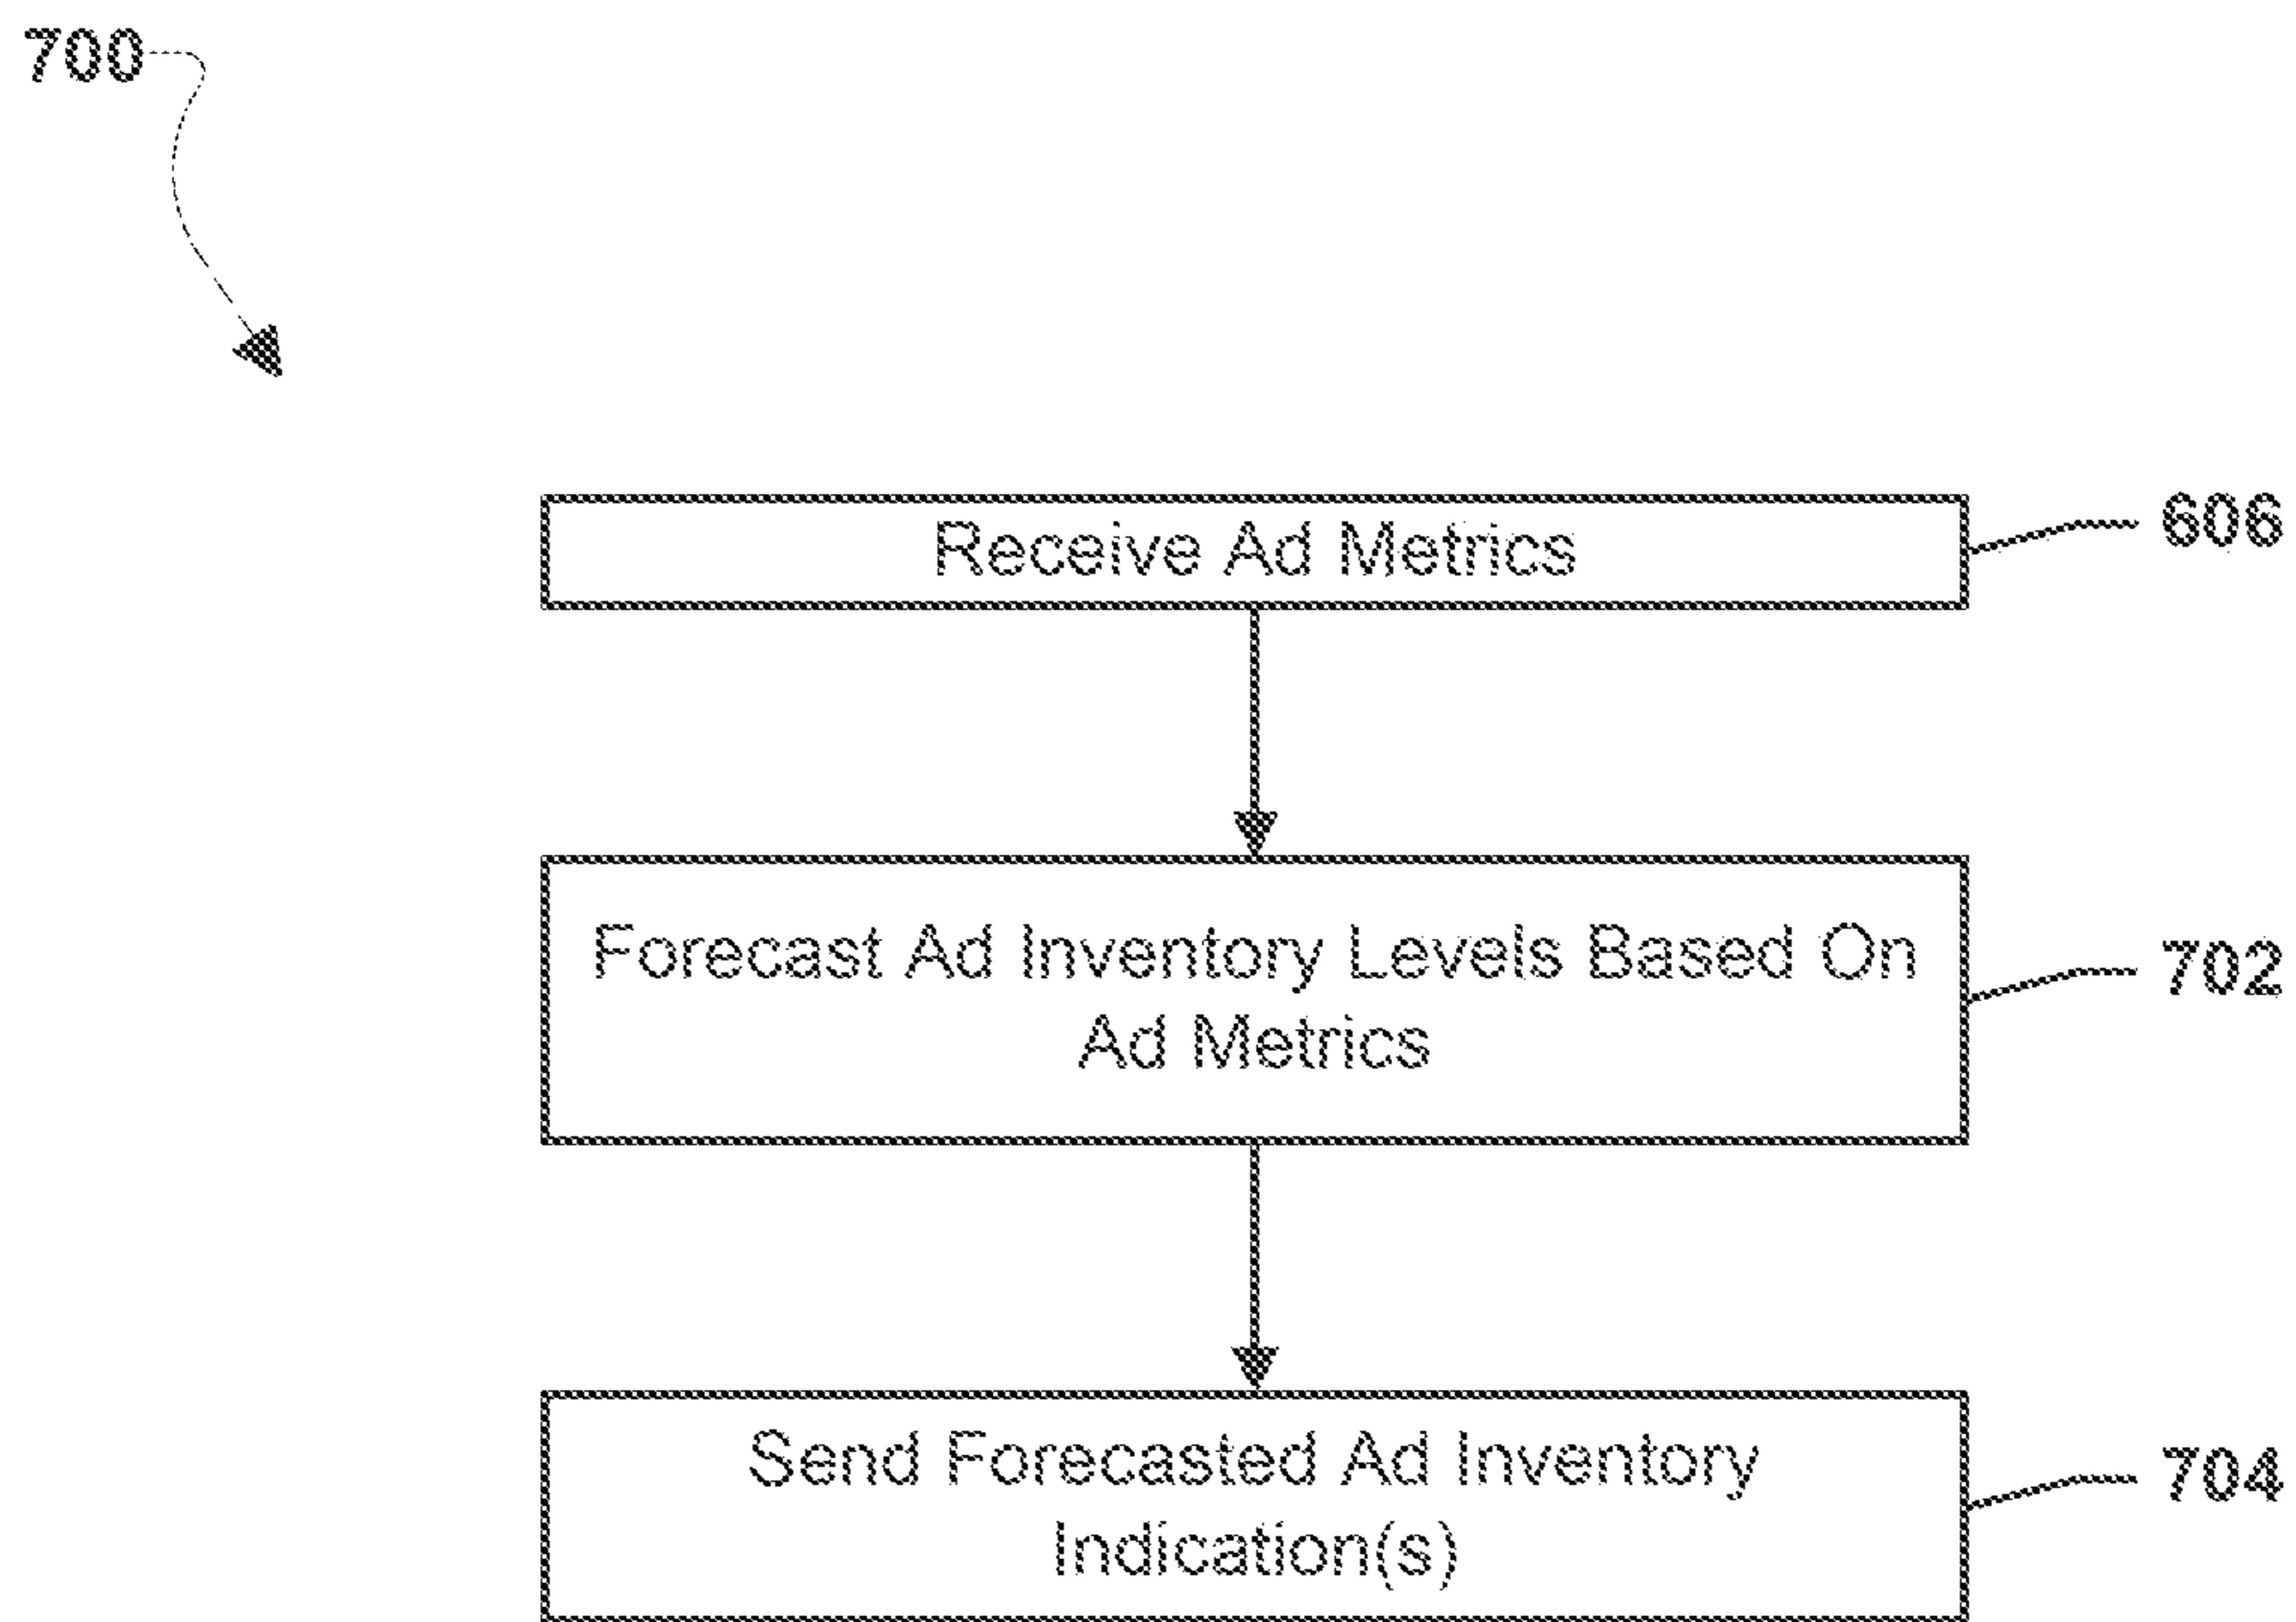 700
Receive Ad Metrics
606
Forecast Ad Inventory Levels Based On
Ad Metrics
702
Send Forecasted Ad Inventory
Indication(s)
704